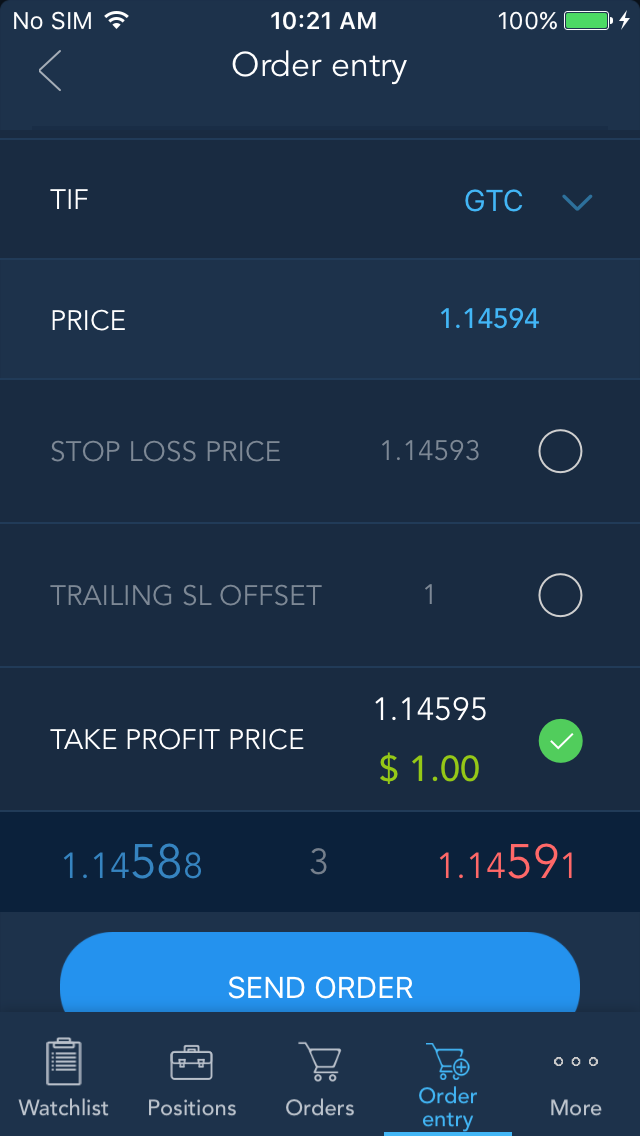 No SIM 10:21 AM 100%
Order entry
TIF GTC
PRICE 1.14594
STOP LOSS PRICE 1.14593
TRAILING SL OFFSET 1
1.14595
TAKE PROFIT PRICE
$ 1.00
1.14588 3 1.14591
SEND ORDER
Watchlist Positions Orders Order entry More